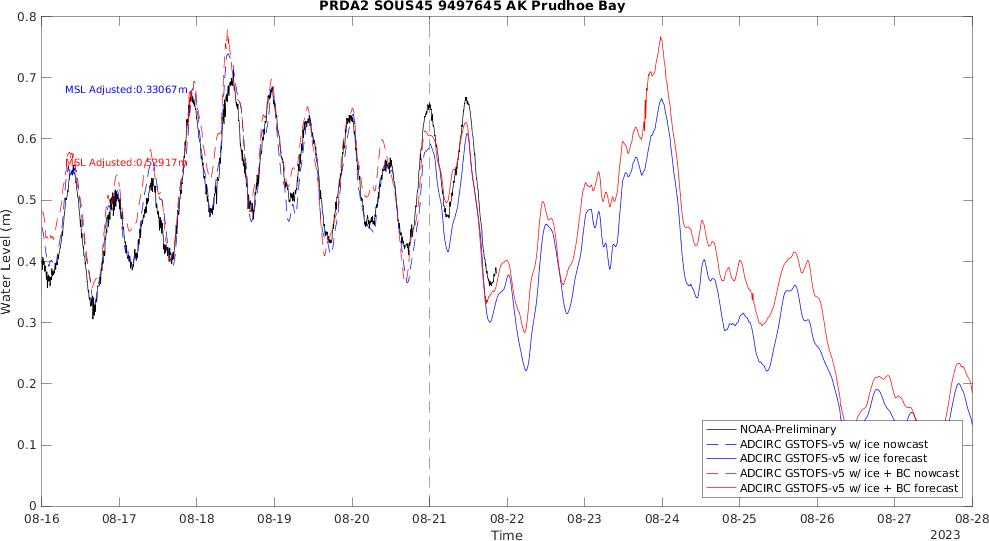 PRDA2 SOUS45 9497645 AK Prudhoe Bay
0.8
0.7
0.6
0.5
0.4
0.3
0.2
0.1
0
Water Level (m)
MSL Adjusted:0.33067m
MSL Adjusted:0.52917m
NOAA-Preliminary
ADCIRC GSTOFS-v5 w/ ice nowcast
ADCIRC GSTOFS-v5 w/ ice forecast
ADCIRC GSTOFS-v5 w/ ice + BC nowcast
ADCIRC GSTOFS-v5 w/ ice + BC forecast
08-16 08-17 08-18 08-19 08-20 08-21 08-22 08-23 08-24 08-25 08-26 08-27 08-28
Time
2023